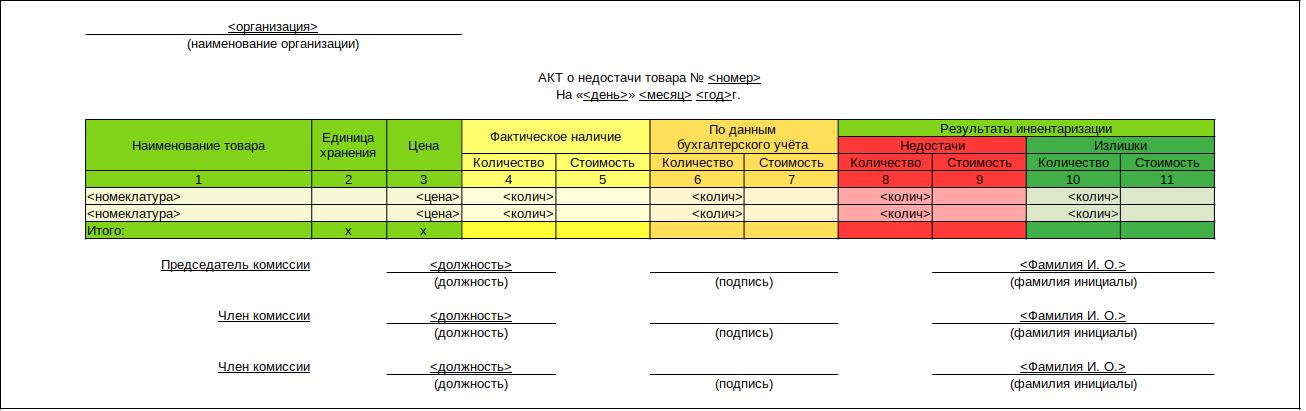 <организация>
(наименование организации)
АКТ о недостачи товара № <номер>
На «<день>» <месяц> <год>г.
Наименование товара Единица хранения Цена Фактическое наличие По данным бухгалтерского учёта Результаты инвентаризации
Недостачи Излишки
Количество Стоимость Количество Стоимость Количество Стоимость Количество Стоимость
1 2 3 4 5 6 7 8 9 10 11
<номеклатура> <цена> <колич> <колич> <колич> <колич>
<номеклатура> <цена> <колич> <колич> <колич> <колич>
Итого: x x
Председатель комиссии <должность> <Фамилия И. О.>
(должность) (подпись) (фамилия инициалы)
Член комиссии <должность> <Фамилия И. О.>
(должность) (подпись) (фамилия инициалы)
Член комиссии <должность> <Фамилия И. О.>
(должность) (подпись) (фамилия инициалы)